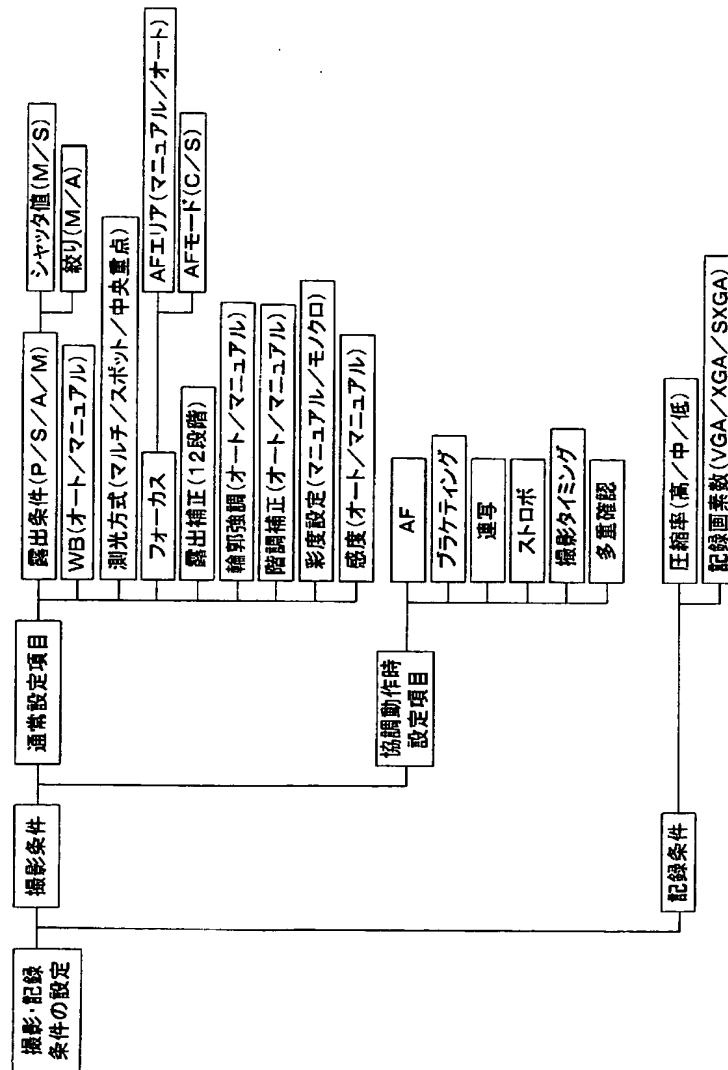 撮影・記録
条件の設定
撮影条件
通常設定項目
露出条件(P/S/A/M)
シャッタ値(M/S)
絞り(M/A)
WB(オート/マニュアル)
測光方式(マルチ/スポット/中央重点)
フォーカス
AFエリア(マニュアル/オート)
AFモード(C/S)
露出補正(12段階)
輪郭強調(オート/マニュアル)
階調補正(オート/マニュアル)
彩度設定(マニュアル/モノクロ)
感度(オート/マニュアル)
協調動作時
設定項目
AF
ブラケティング
連写
ストロボ
撮影タイミング
多重確認
記録条件
圧縮率(高/中/低)
記録画素数(VGA/XGA/SXGA)